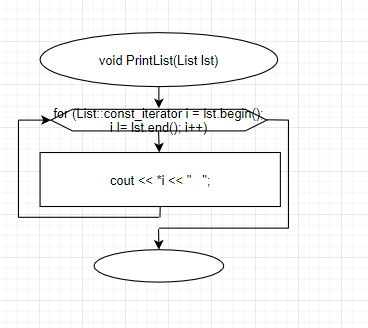 void PrintList(List lst)
for (List::const_iterator i = lst.begin();
i != lst.end(); i++)
cout << *i << "   ";